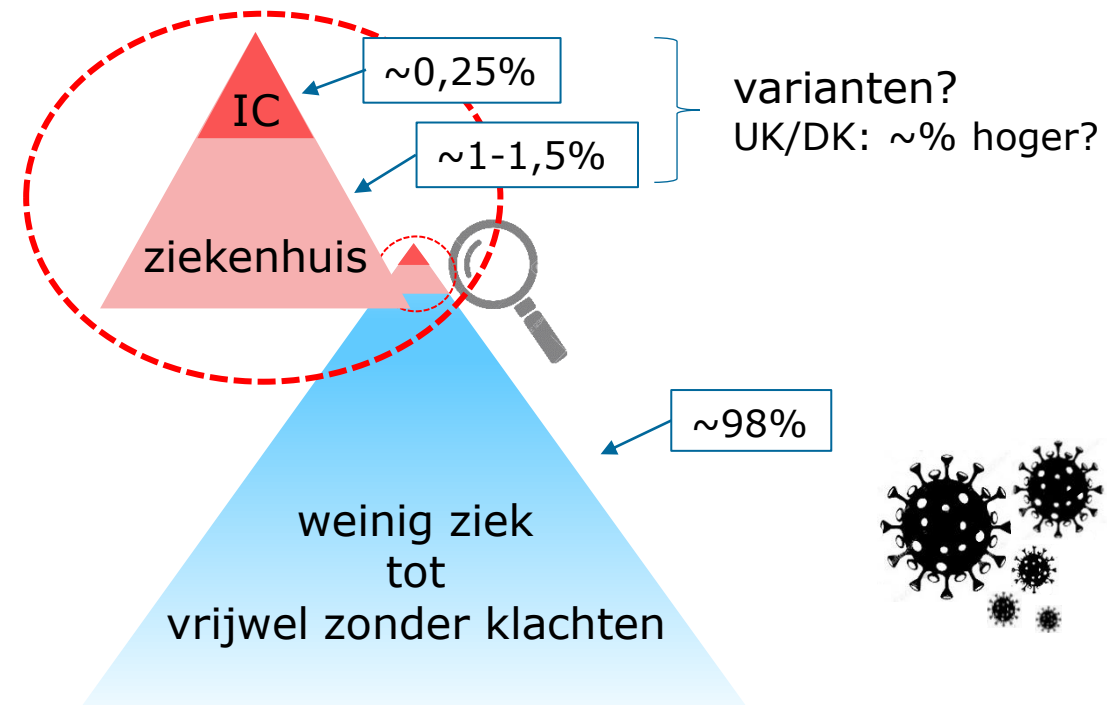 IC
~0,25%
~1-1,5%
varianten?
UK/DK: ~% hoger?
ziekenhuis
~98%
weinig ziek
tot
vrijwel zonder klachten